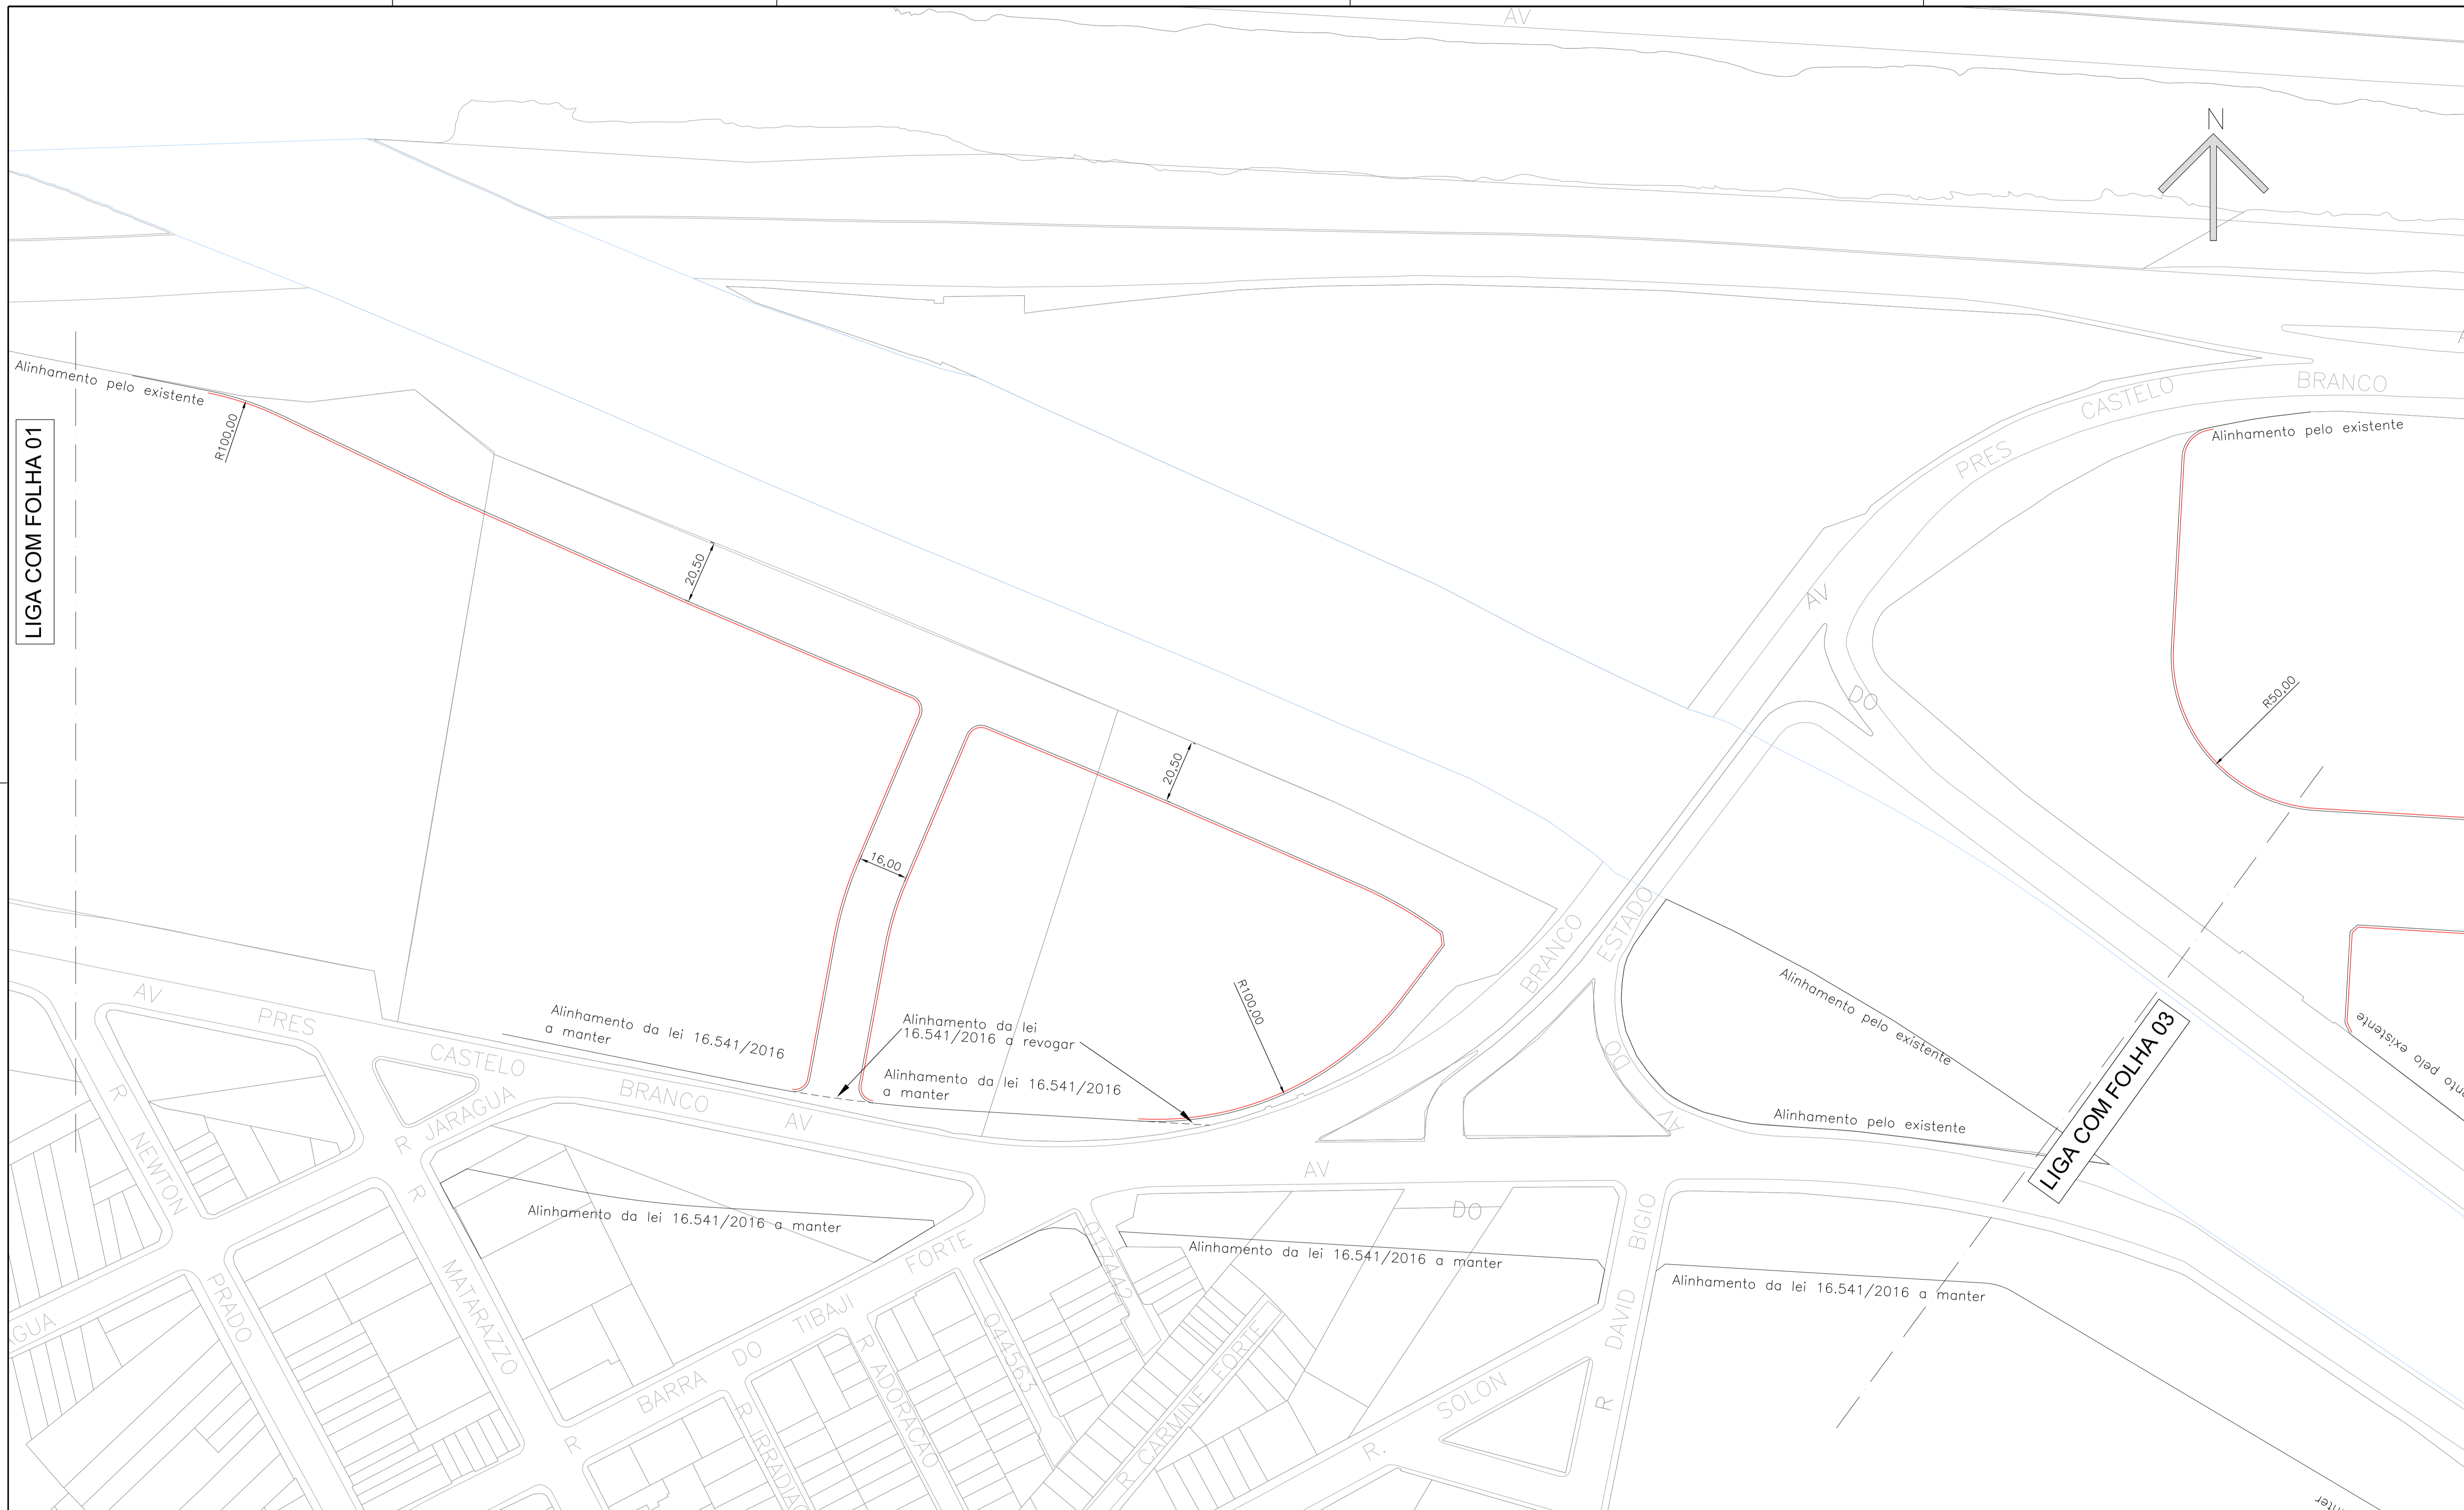 AV
N
Alinhamento pelo existente
R100,00
LIGA COM FOLHA 01
BRANCO
CASTELO
PRES
AV
Alinhamento pelo existente
20,50
DO
R50,00
20,50
16,00
BRANCO
ESTADO
DO
AV
Alinhamento pelo existente
Alinhamento pelo existente
LIGA COM FOLHA 03
pelo existente
R100.00
AV
PRES
CASTELO
BRANCO
AV
Alinhamento da lei 16.541/2016
a manter
Alinhamento da lei
16.541/2016 a revogar
Alinhamento da lei 16.541/2016
a manter
AV
DO
R
NEWTON
PRADO
R JARAGUA
R
MATARAZZO
Alinhamento da lei 16.541/2016 a manter
R
BARRA
DO
TIBAJI
FORTE
Alinhamento da lei 16.541/2016 a manter
Alinhamento da lei 16.541/2016 a manter
R
DAVID
BIGIO
R ADORACAO
044563
R CARMINE FORTE
R.
SOLON